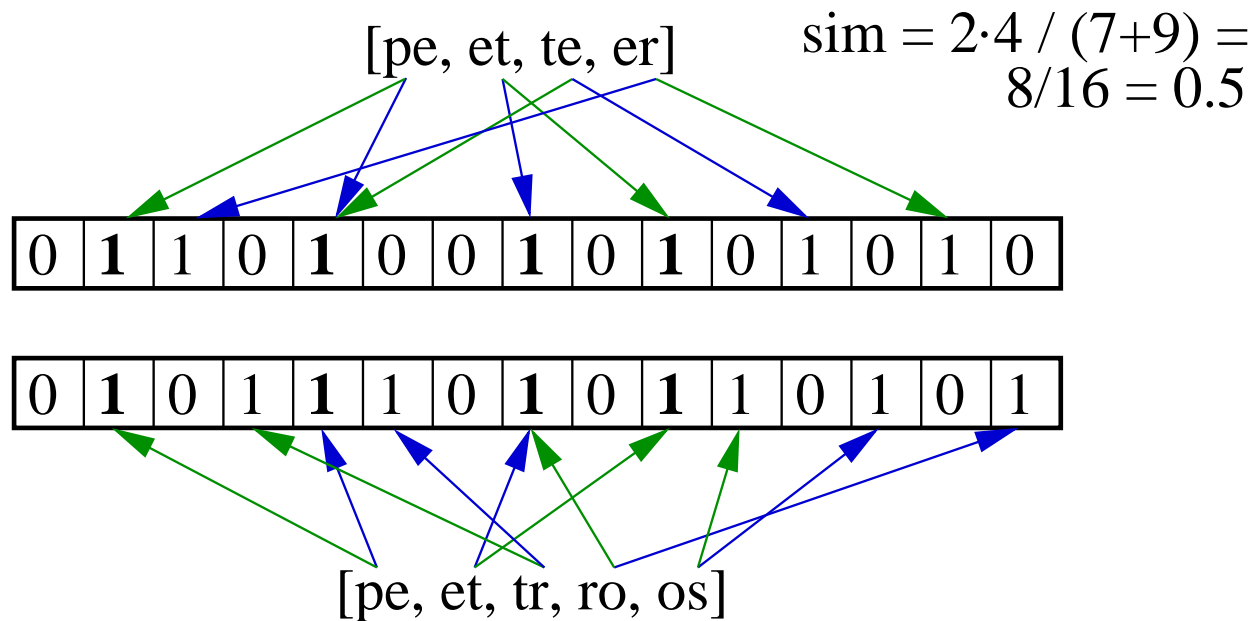 [pe, et, te, er]
sim = 2·4 / (7+9) =
8/16 = 0.5
0 1 1 0 1 0 0 1 0 1 0 1 0 1 0
0 1 0 1 1 1 0 1 0 1 1 0 1 0 1
[pe, et, tr, ro, os]